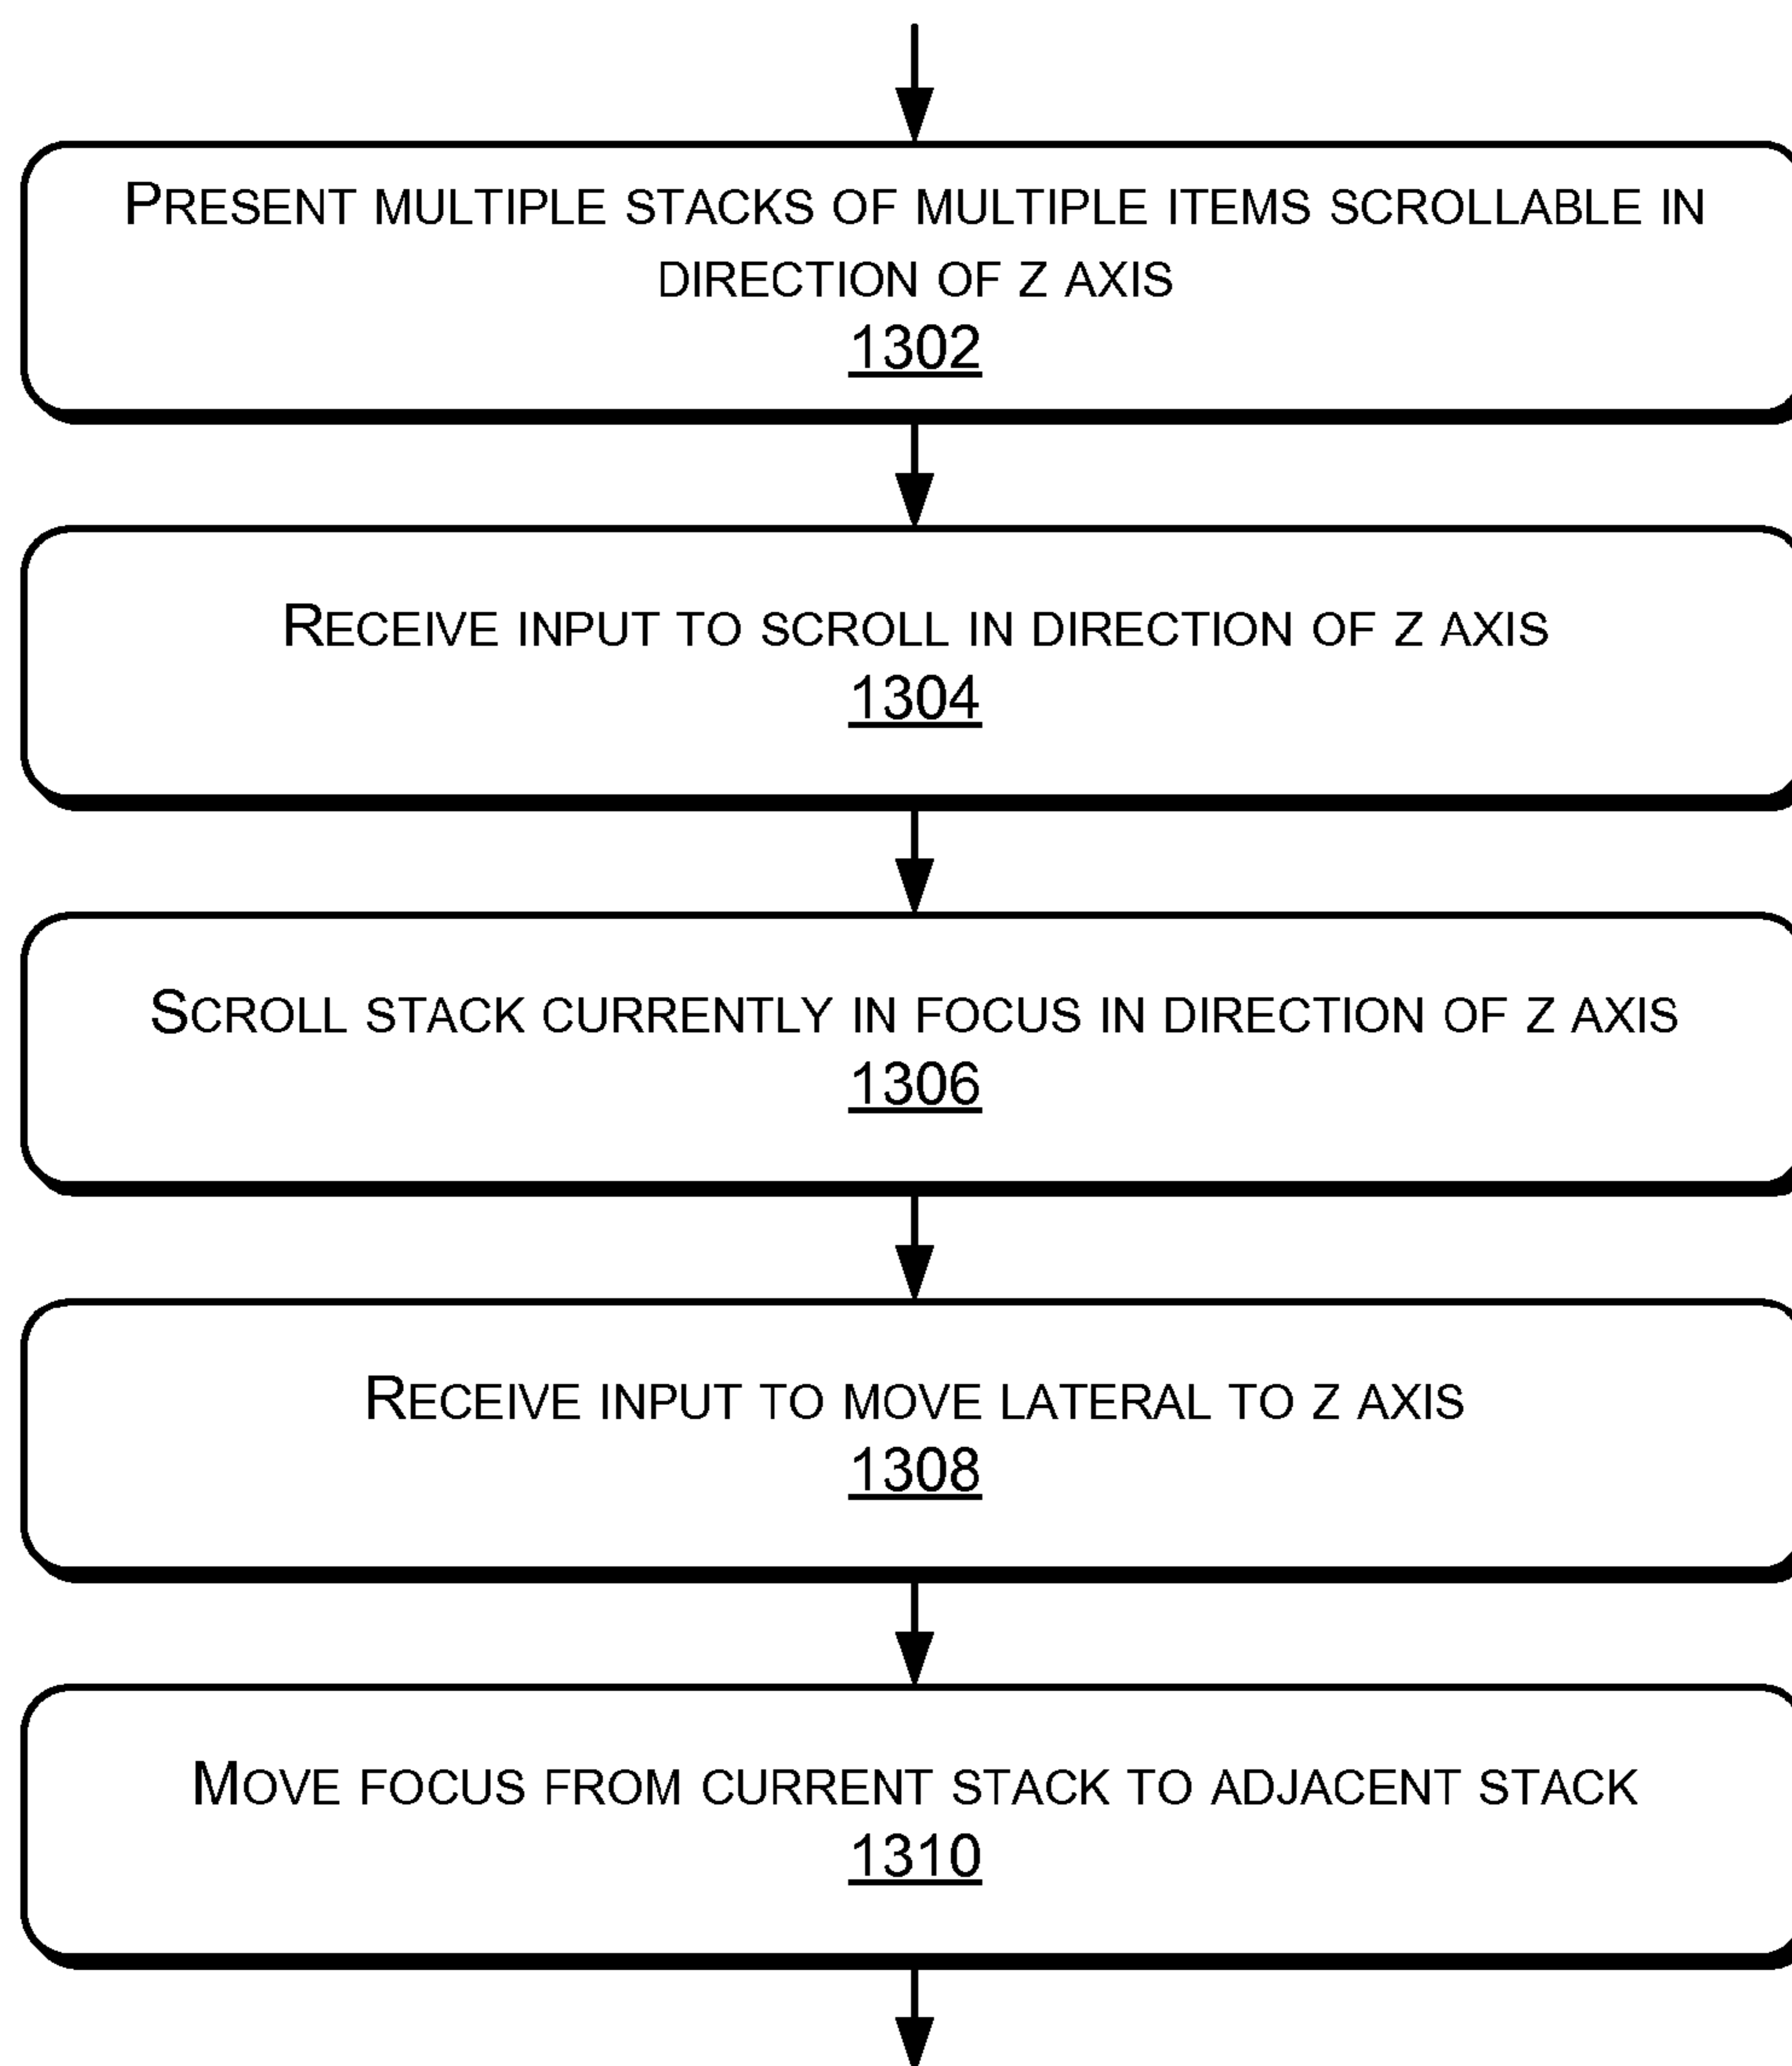 PRESENT MULTIPLE STACKS OF MULTIPLE ITEMS SCROLLABLE IN
DIRECTION OF Z AXIS
1302
RECEIVE INPUT TO SCROLL IN DIRECTION OF Z AXIS
1304
SCROLL STACK CURRENTLY IN FOCUS IN DIRECTION OF Z AXIS
1306
RECEIVE INPUT TO MOVE LATERAL TO Z AXIS
1308
MOVE FOCUS FROM CURRENT STACK TO ADJACENT STACK
1310